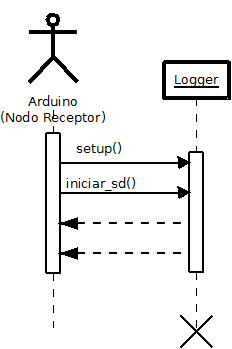 Logger
Arduino
(Nodo Receptor)
setup()
iniciar_sd()